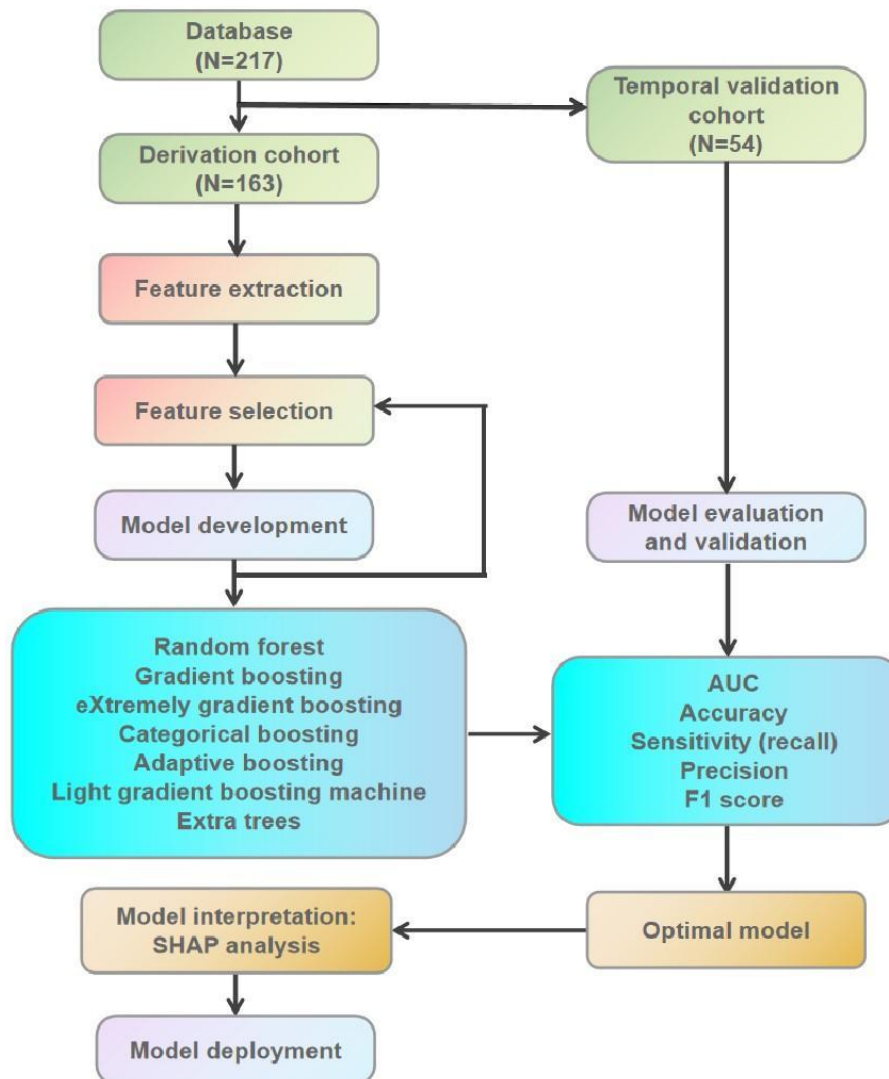 Database
(N=217)
Temporal validation
cohort
(N=54)
Derivation cohort
(N=163)
Feature extraction
Feature selection
Model development
Model evaluation
and validation
Random forest
Gradient boosting
eXtremely gradient boosting
Categorical boosting
Adaptive boosting
Light gradient boosting machine
Extra trees
AUC
Accuracy
Sensitivity (recall)
Precision
F1 score
Optimal model
Model interpretation:
SHAP analysis
Model deployment